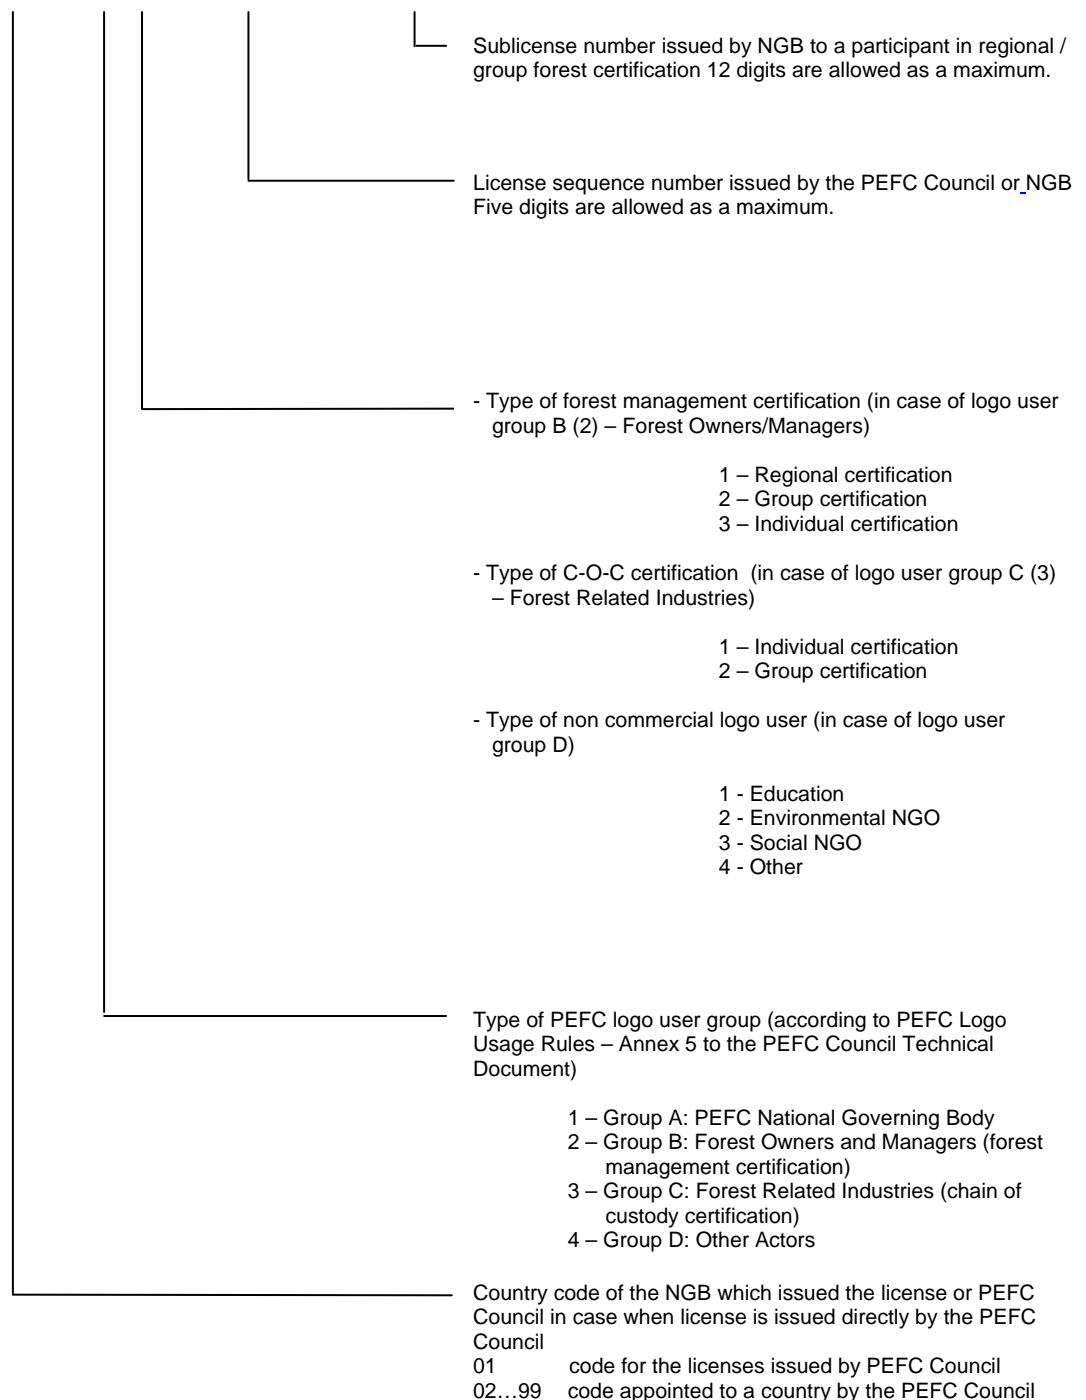 Sublicense number issued by NGB to a participant in regional /
group forest certification 12 digits are allowed as a maximum.
License sequence number issued by the PEFC Council or NGB
Five digits are allowed as a maximum.
- Type of forest management certification (in case of logo user
group B (2) – Forest Owners/Managers)
1 – Regional certification
2 – Group certification
3 – Individual certification
- Type of C-O-C certification (in case of logo user group C (3)
– Forest Related Industries)
1 – Individual certification
2 – Group certification
- Type of non commercial logo user (in case of logo user
group D)
1 - Education
2 - Environmental NGO
3 - Social NGO
4 - Other
Type of PEFC logo user group (according to PEFC Logo
Usage Rules – Annex 5 to the PEFC Council Technical
Document)
1 – Group A: PEFC National Governing Body
2 – Group B: Forest Owners and Managers (forest
management certification)
3 – Group C: Forest Related Industries (chain of
custody certification)
4 – Group D: Other Actors
Country code of the NGB which issued the license or PEFC
Council in case when license is issued directly by the PEFC
Council
01 code for the licenses issued by PEFC Council
02…99 code appointed to a country by the PEFC Council